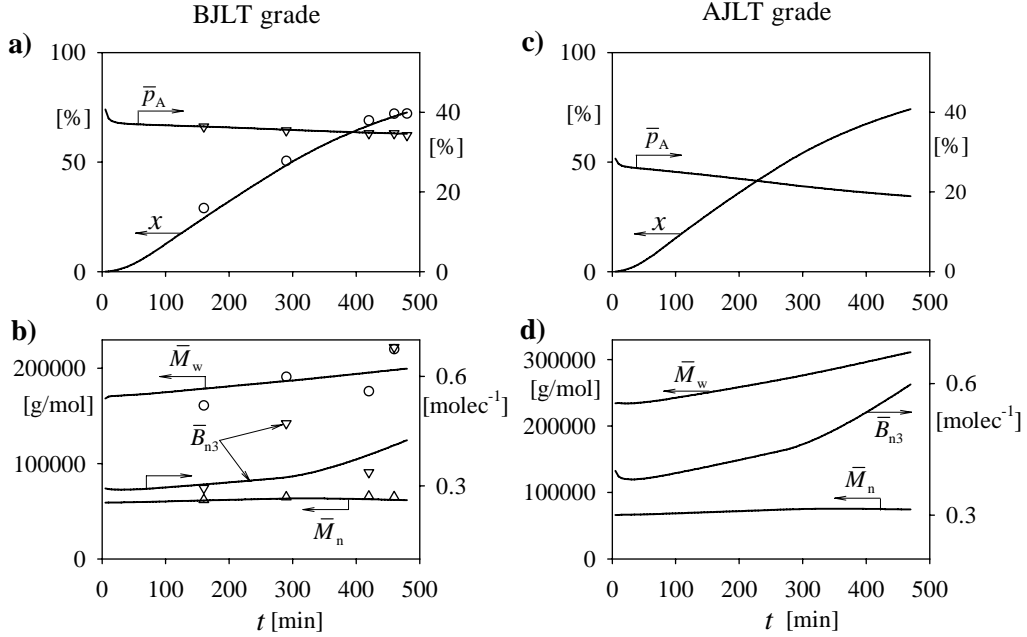 BJLT grade
AJLT grade
a)
100
[%]
50
0
p̄A
x
40
[%]
20
0
0 100 200 300 400 500
c)
100
[%]
50
0
p̄A
x
40
[%]
20
0
0 100 200 300 400 500
b)
200000
[g/mol]
100000
0
M̄w
B̄n3
M̄n
0.6
[molec-1]
0.3
0 100 200 300 400 500
t [min]
d)
300000
[g/mol]
200000
100000
0
M̄w
B̄n3
M̄n
0.6
[molec-1]
0.3
0 100 200 300 400 500
t [min]